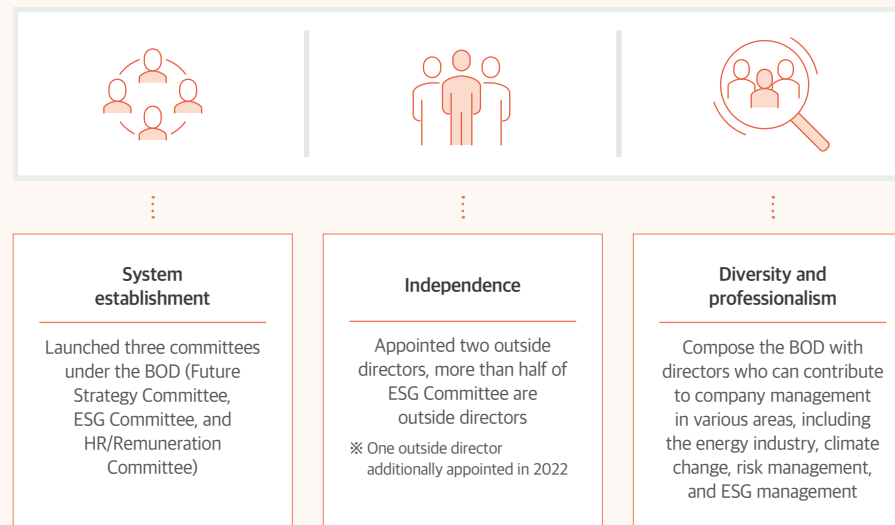 System
establishment
Launched three committees
under the BOD (Future
Strategy Committee,
ESG Committee, and
HR/Remuneration
Committee)
Independence
Appointed two outside
directors, more than half of
ESG Committee are
outside directors
※ One outside director
additionally appointed in 2022
Diversity and
professionalism
Compose the BOD with
directors who can contribute
to company management
in various areas, including
the energy industry, climate
change, risk management,
and ESG management